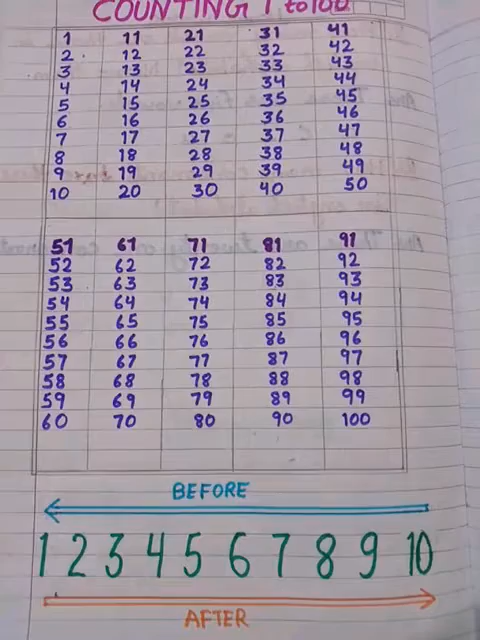 COUNTING 1 to 100
1 11 21 31 41
2 12 22 32 42
3 13 23 33 43
4 14 24 34 44
5 15 25 35 45
6 16 26 36 46
7 17 27 37 47
8 18 28 38 48
9 19 29 39 49
10 20 30 40 50
51 61 71 81 91
52 62 72 82 92
53 63 73 83 93
54 64 74 84 94
55 65 75 85 95
56 66 76 86 96
57 67 77 87 97
58 68 78 88 98
59 69 79 89 99
60 70 80 90 100
BEFORE
1 2 3 4 5 6 7 8 9 10
AFTER